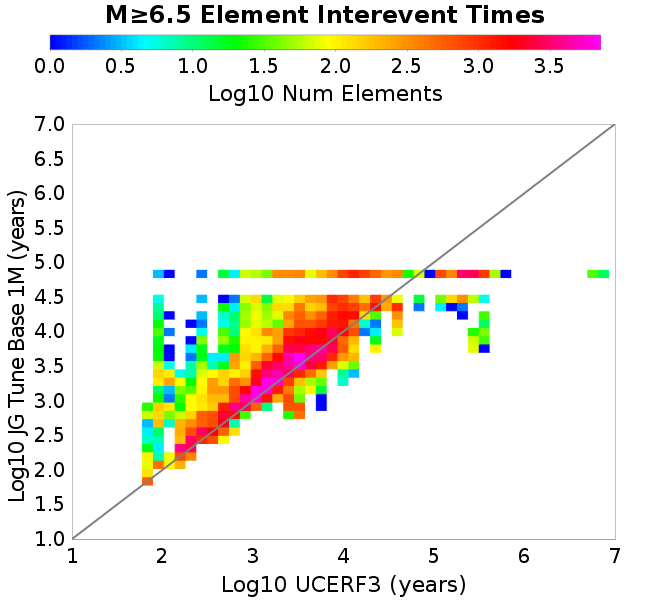 M≥6.5 Element Interevent Times
0.0 0.5 1.0 1.5 2.0 2.5 3.0 3.5
Log10 Num Elements
7.0
6.5
6.0
5.5
5.0
4.5
4.0
3.5
3.0
2.5
2.0
1.5
1.0
Log10 JG Tune Base 1M (years)
1 2 3 4 5 6 7
Log10 UCERF3 (years)